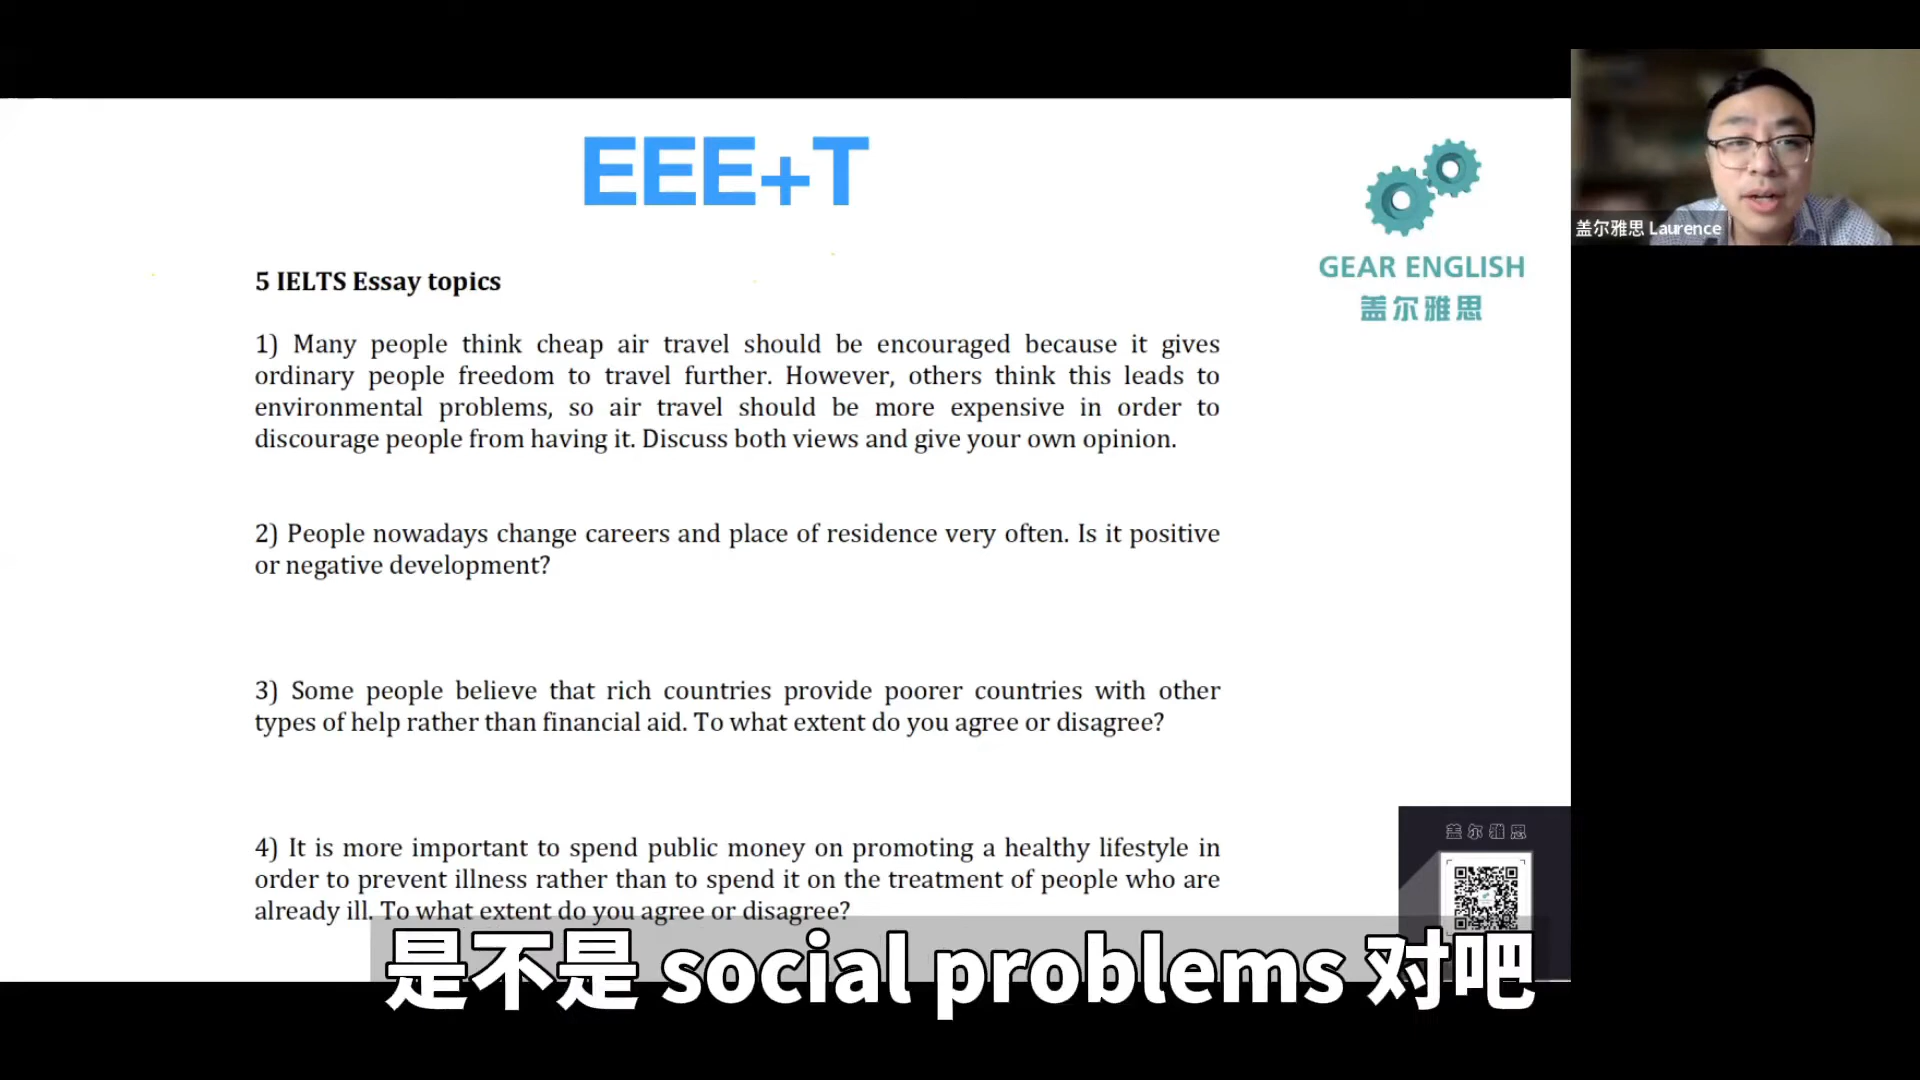 EEE+T
盖尔雅思 Laurence
GEAR ENGLISH
盖尔雅思
5 IELTS Essay topics
1) Many people think cheap air travel should be encouraged because it gives
ordinary people freedom to travel further. However, others think this leads to
environmental problems, so air travel should be more expensive in order to
discourage people from having it. Discuss both views and give your own opinion.
2) People nowadays change careers and place of residence very often. Is it positive
or negative development?
3) Some people believe that rich countries provide poorer countries with other
types of help rather than financial aid. To what extent do you agree or disagree?
4) It is more important to spend public money on promoting a healthy lifestyle in
order to prevent illness rather than to spend it on the treatment of people who are
already ill. To what extent do you agree or disagree?
盖尔雅思
是不是 social problems 对吧